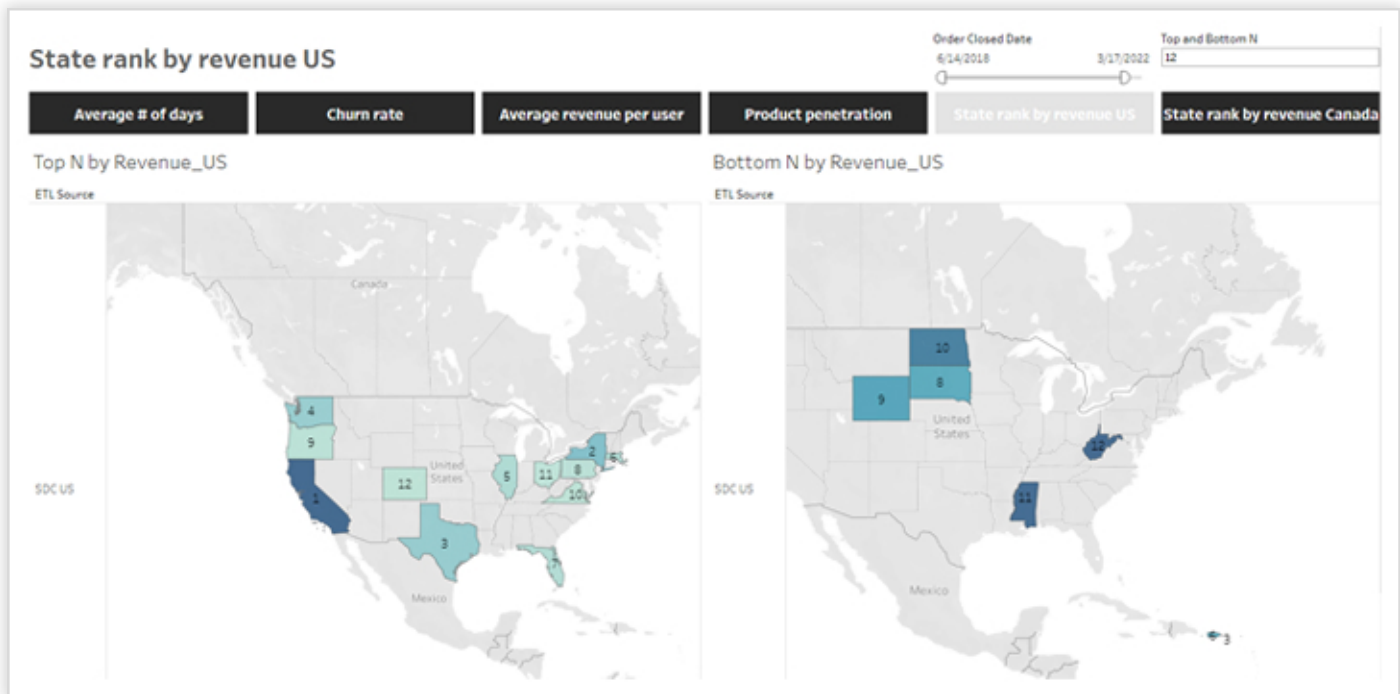 State rank by revenue US
Order Closed Date
6/14/2018 3/17/2022
Top and Bottom N
12
Average # of days
Churn rate
Average revenue per user
Product penetration
State rank by revenue US
State rank by revenue Canada
Top N by Revenue_US
ETL Source
SDC US
Canada
United
States
Mexico
4
9
1
12
3
5
11
8
2
10
7
Bottom N by Revenue_US
ETL Source
SDC US
10
8
9
United
States
12
11
Mexico
3